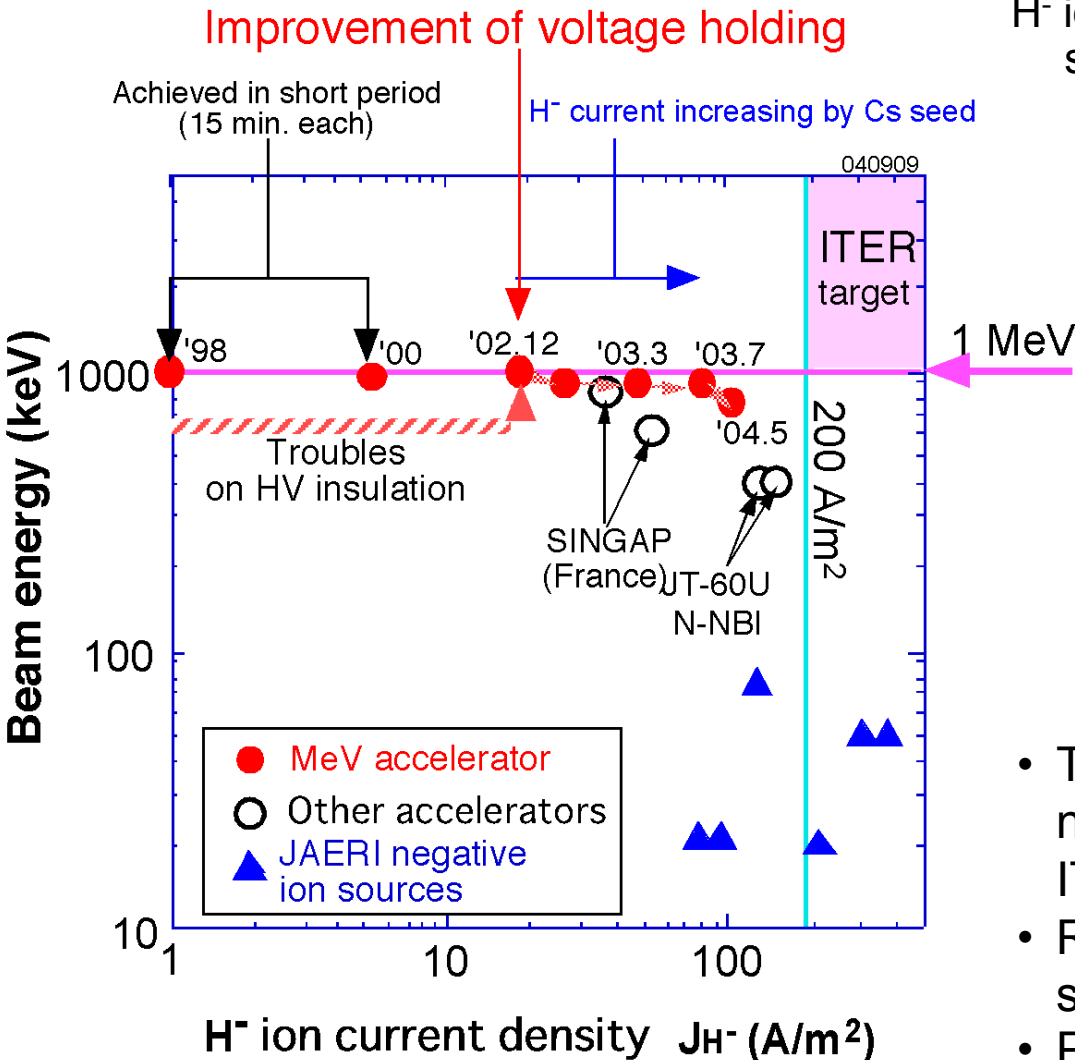 Improvement of voltage holding
H⁻ i
s
Achieved in short period
(15 min. each)
H⁻ current increasing by Cs seed
040909
ITER
target
1 MeV
'98
'00
'02.12
'03.3
'03.7
'04.5
1000
Troubles
on HV insulation
200 A/m²
SINGAP
(France)
JT-60U
N-NBI
Beam energy (keV)
100
MeV accelerator
Other accelerators
JAERI negative
ion sources
10
1
10
100
H⁻ ion current density JH⁻ (A/m²)
• T
n
IT
• R
s